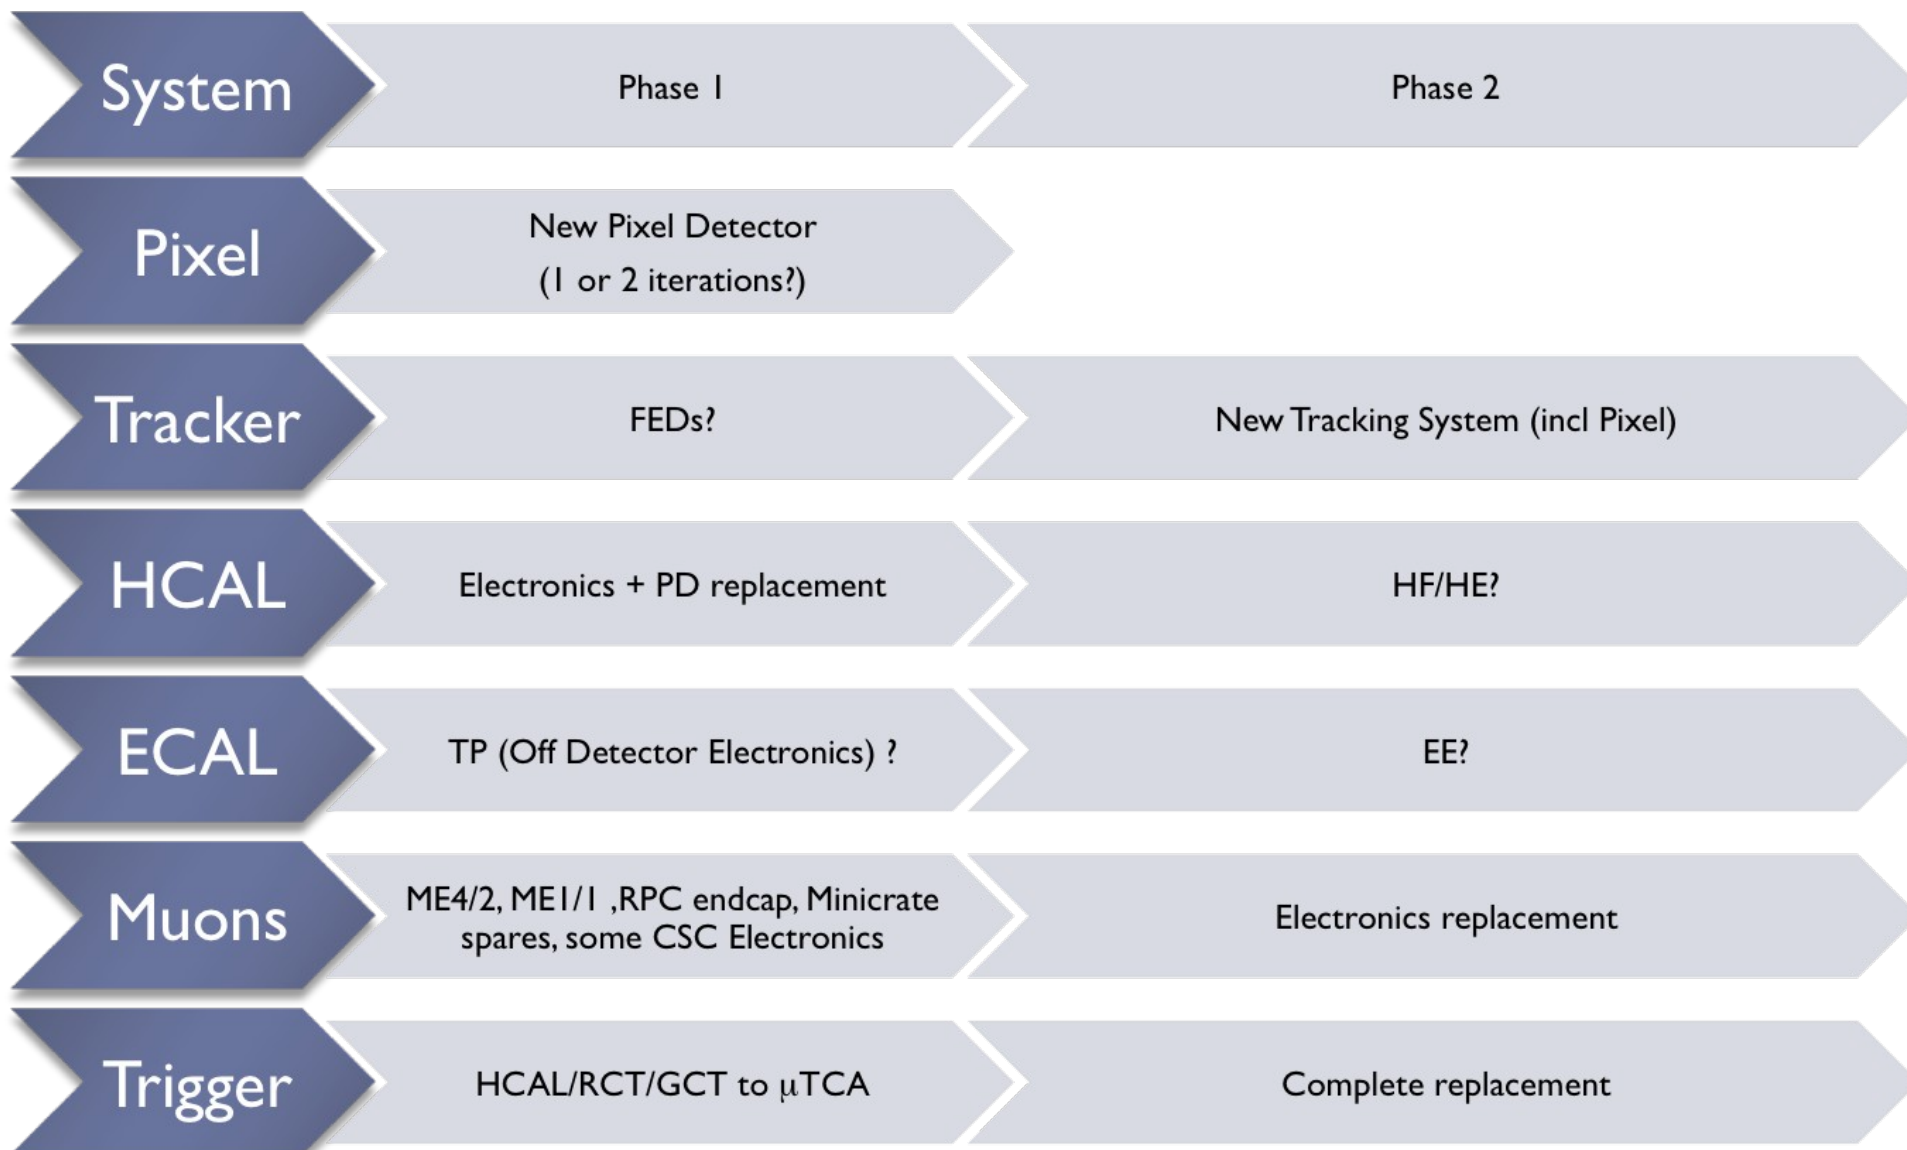 System
Phase 1
Phase 2
Pixel
New Pixel Detector
(1 or 2 iterations?)
Tracker
FEDs?
New Tracking System (incl Pixel)
HCAL
Electronics + PD replacement
HF/HE?
ECAL
TP (Off Detector Electronics) ?
EE?
Muons
ME4/2, ME1/1 ,RPC endcap, Minicrate
spares, some CSC Electronics
Electronics replacement
Trigger
HCAL/RCT/GCT to μTCA
Complete replacement